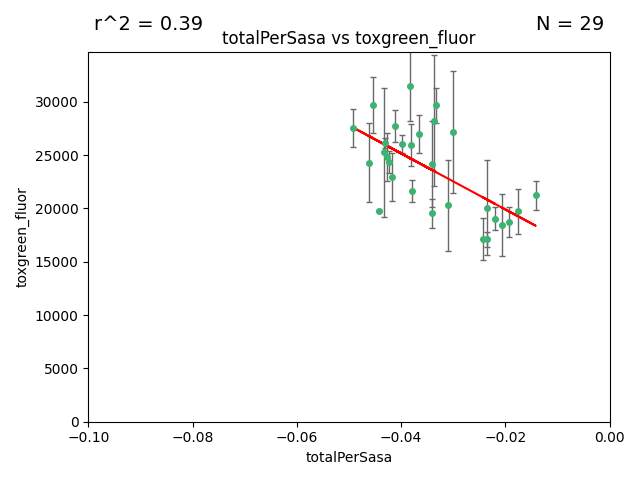 r^2 = 0.39
N = 29
totalPerSasa vs toxgreen_fluor
30000
25000
20000
15000
10000
5000
0
toxgreen_fluor
−0.10
−0.08
−0.06
−0.04
−0.02
0.00
totalPerSasa